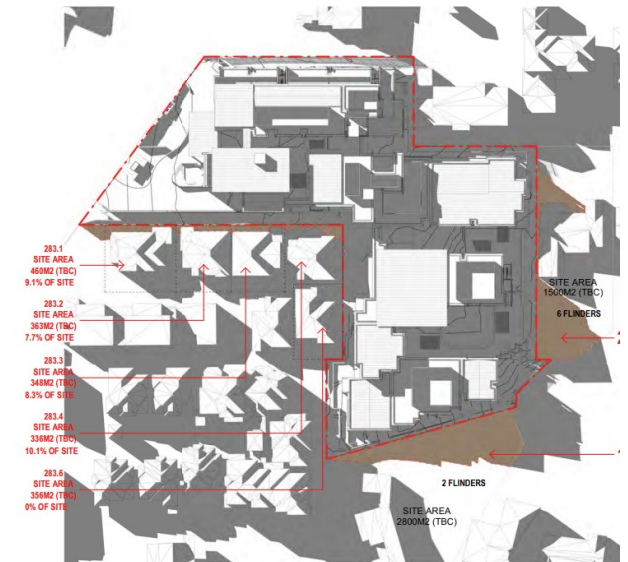 283.1
SITE AREA
460M2 (TBC)
9.1% OF SITE
283.2
SITE AREA
363M2 (TBC)
7.7% OF SITE
283.3
SITE AREA
348M2 (TBC)
8.3% OF SITE
283.4
SITE AREA
336M2 (TBC)
10.1% OF SITE
283.5
SITE AREA
356M2 (TBC)
0% OF SITE
SITE AREA
1500M2 (TBC)
6 FLINDERS
2 FLINDERS
SITE AREA
2800M2 (TBC)